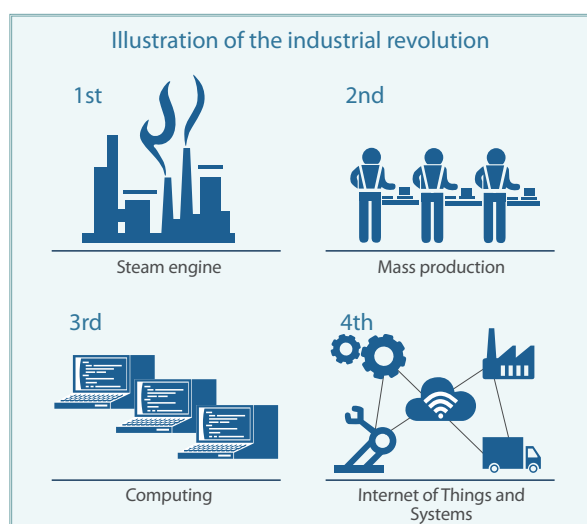 Illustration of the industrial revolution
1st
2nd
Steam engine
Mass production
3rd
4th
Computing
Internet of Things and
Systems